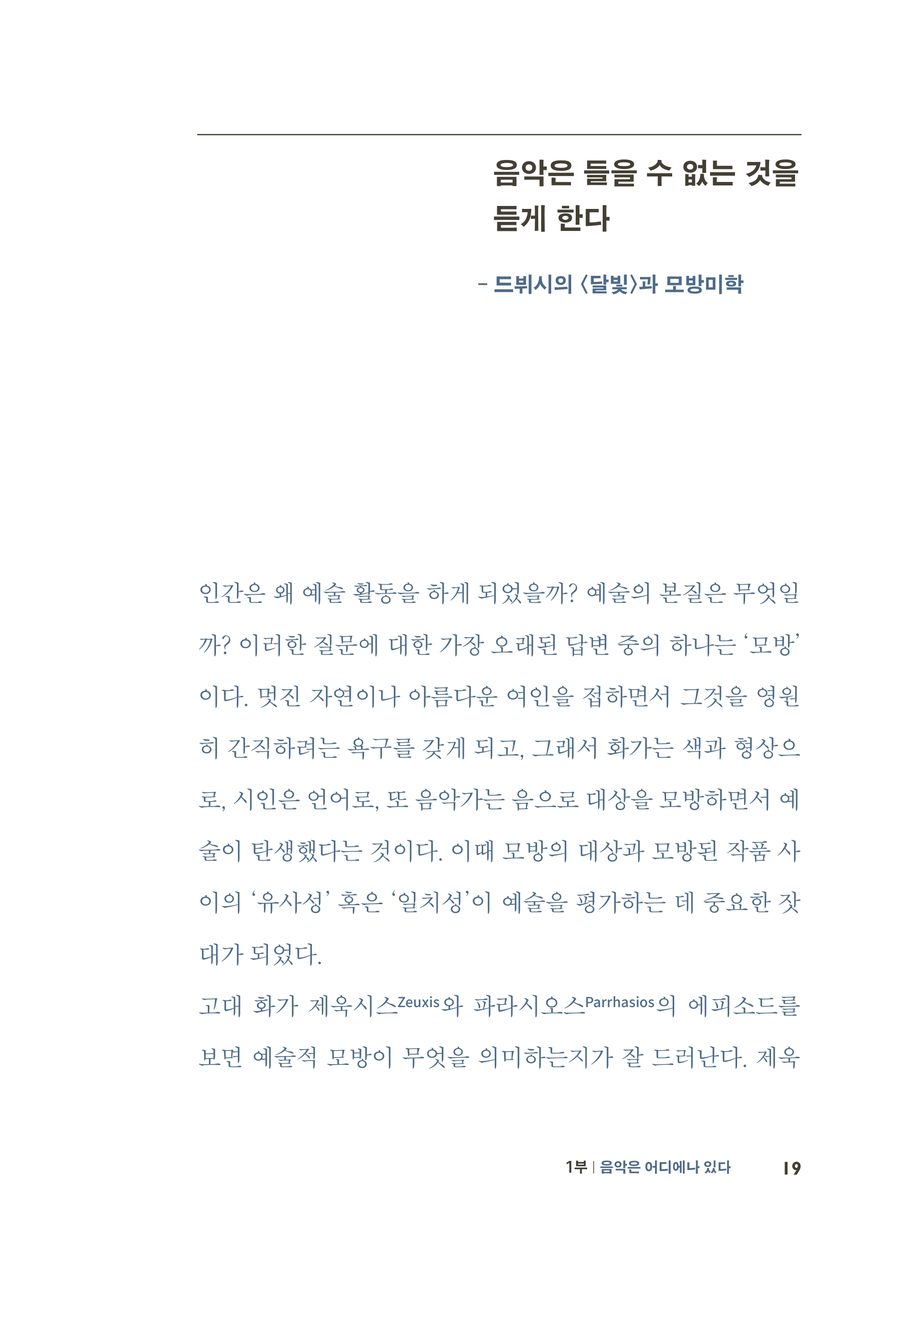 음악은 들을 수 없는 것을
듣게 한다
– 드뷔시의 〈달빛〉과 모방미학
인간은 왜 예술 활동을 하게 되었을까? 예술의 본질은 무엇일
까? 이러한 질문에 대한 가장 오래된 답변 중의 하나는 ‘모방’
이다. 멋진 자연이나 아름다운 여인을 접하면서 그것을 영원
히 간직하려는 욕구를 갖게 되고, 그래서 화가는 색과 형상으
로, 시인은 언어로, 또 음악가는 음으로 대상을 모방하면서 예
술이 탄생했다는 것이다. 이때 모방의 대상과 모방된 작품 사
이의 ‘유사성’ 혹은 ‘일치성’이 예술을 평가하는 데 중요한 잣
대가 되었다.
고대 화가 제욱시스Zeuxis와 파라시오스Parrhasios의 에피소드를
보면 예술적 모방이 무엇을 의미하는지가 잘 드러난다. 제욱
1부 | 음악은 어디에나 있다 19